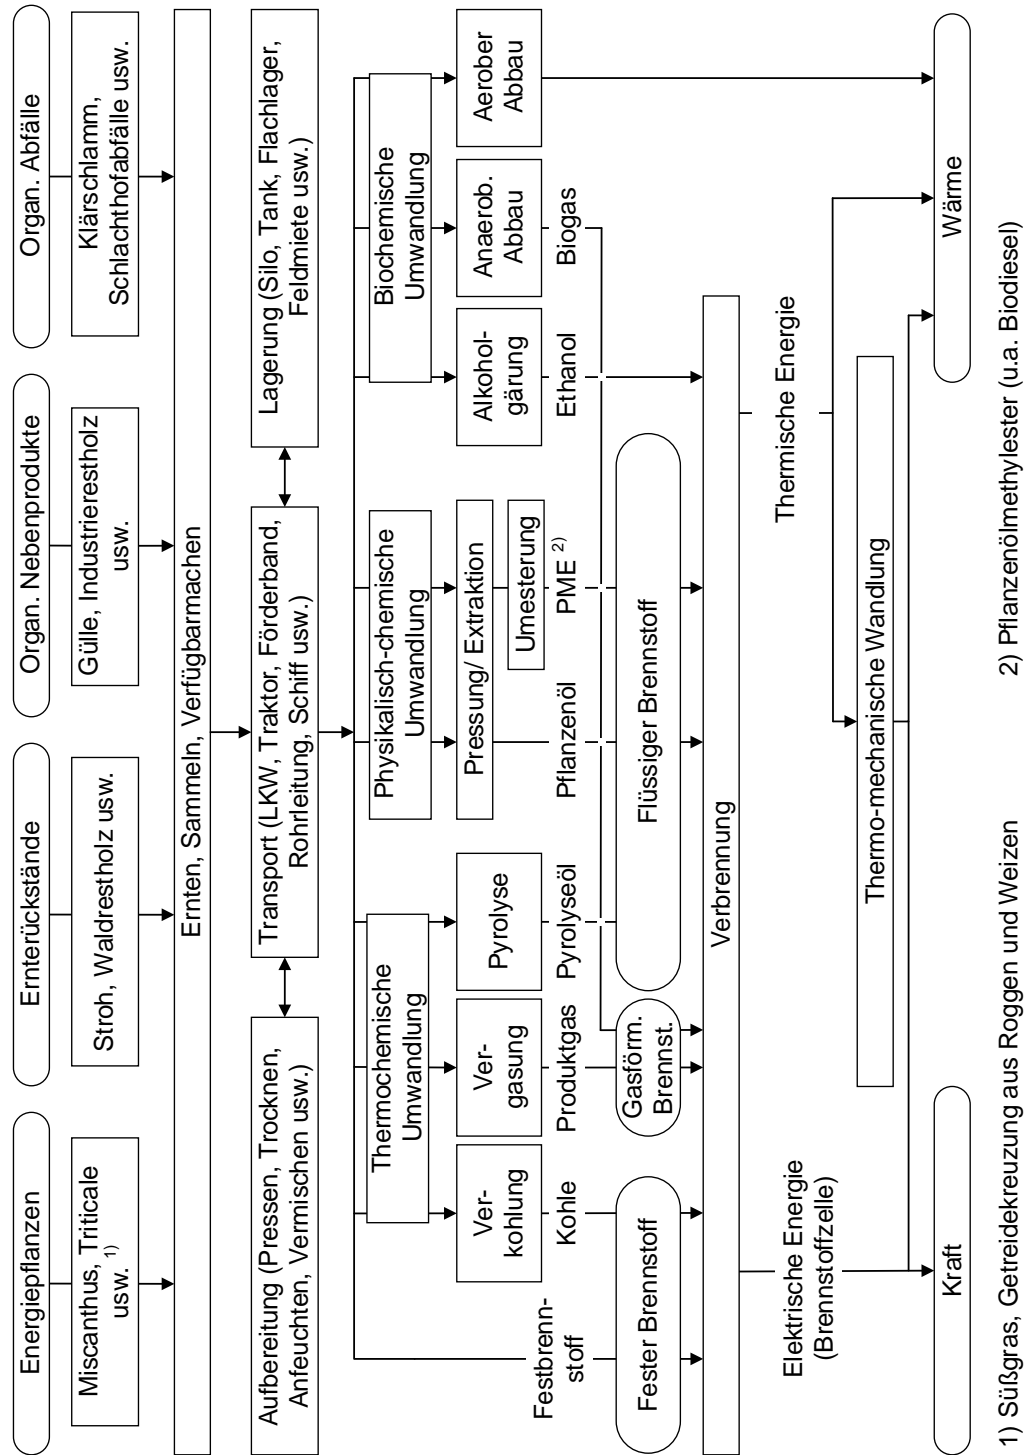 Energiepflanzen
Ernterückstände
Organ. Nebenprodukte
Organ. Abfälle
Miscanthus, Triticale
1)
usw.
Stroh, Waldrestholz usw.
Gülle, Industrierestholz
usw.
Klärschlamm,
Schlachthofabfälle usw.
Ernten, Sammeln, Verfügbarmachen
Aufbereitung (Pressen, Trocknen,
Anfeuchten, Vermischen usw.)
Transport (LKW, Traktor, Förderband,
Rohrleitung, Schiff usw.)
Lagerung (Silo, Tank, Flachlager,
Feldmiete usw.)
Thermochemische
Umwandlung
Physikalisch-chemische
Umwandlung
Biochemische
Umwandlung
Ver-
kohlung
Ver-
gasung
Pyrolyse
Pressung/ Extraktion
Umesterung
Alkohol-
gärung
Anaerob.
Abbau
Aerober
Abbau
Festbrenn-
stoff
Kohle
Produktgas
Pyrolyseöl
Pflanzenöl
PME 2)
Ethanol
Biogas
Fester Brennstoff
Gasförm.
Brennst.
Flüssiger Brennstoff
Verbrennung
Elektrische Energie
(Brennstoffzelle)
Thermische Energie
Thermo-mechanische Wandlung
Kraft
Wärme
1) Süßgras, Getreidekreuzung aus Roggen und Weizen
2) Pflanzenölmethylester (u.a. Biodiesel)